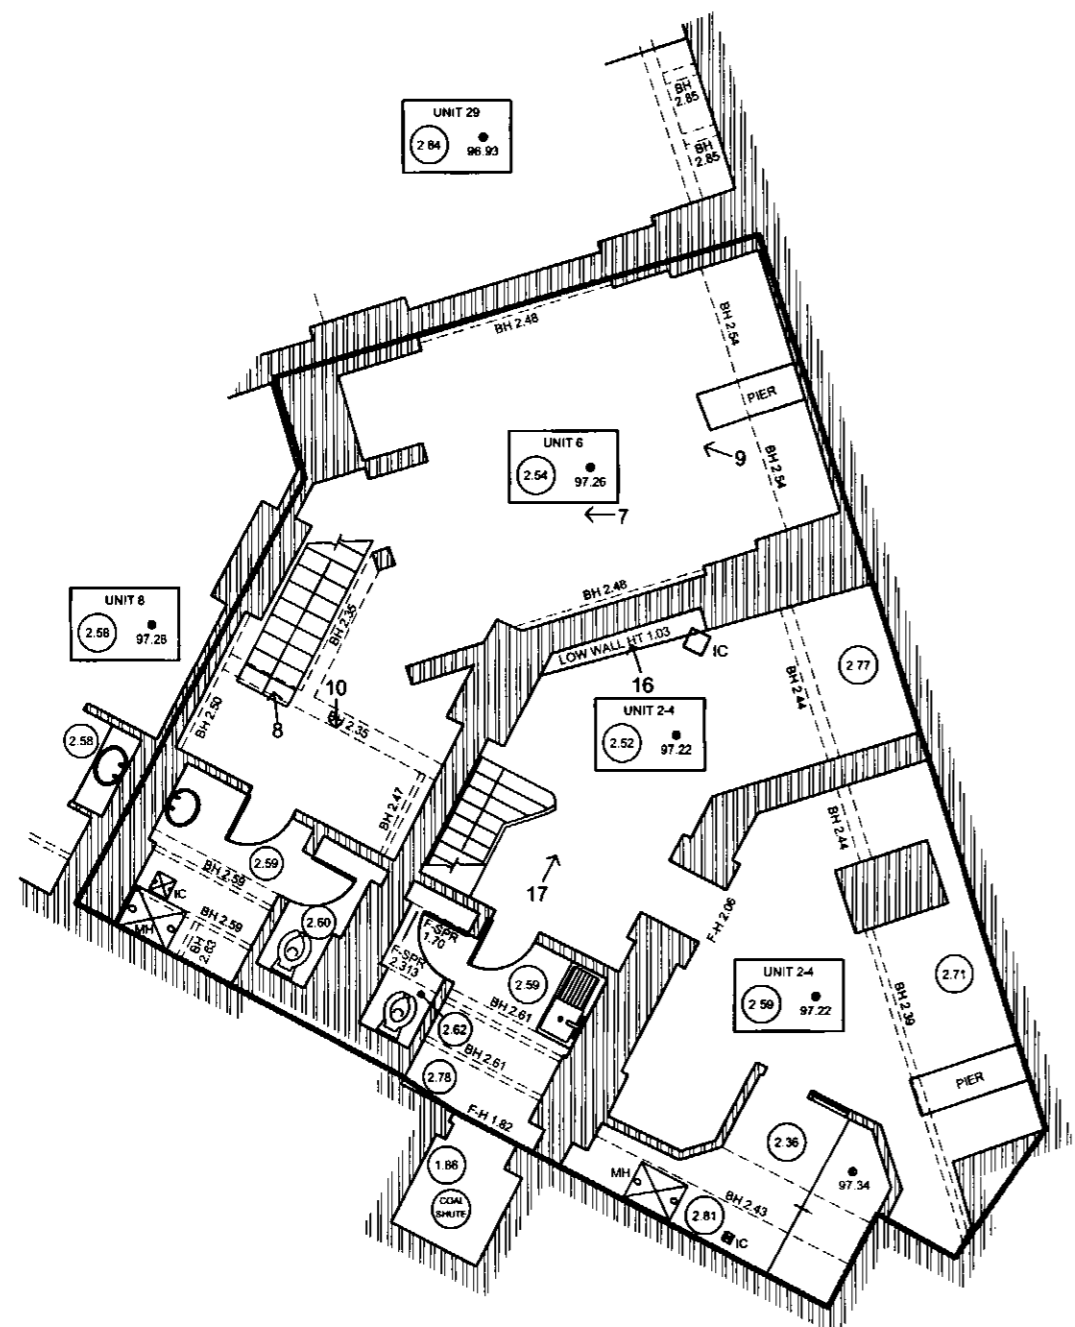 BH
2.85
BH
2.85
UNIT 29
2.84
96.93
BH 2.48
BH 2.54
PIER
UNIT 6
2.54
97.26
9
BH 2.54
7
BH 2.48
UNIT 8
2.58
97.28
BH 2.35
LOW WALL HT 1.03
IC
16
2.77
BH 2.44
10
8
BH 2.35
BH 2.50
UNIT 2-4
2.52
97.22
2.58
BH 2.47
BH 2.44
2.59
BH 2.59
17
IC
BH 2.59
MH
BH
2.63
2.60
F-SPR
1.70
F-SPR
2.313
F-H 2.06
2.59
BH 2.61
UNIT 2-4
2.59
97.22
2.71
BH 2.39
2.62
BH 2.61
2.78
F-H 1.82
PIER
2.36
1.86
COAL
SHUTE
97.34
MH
BH 2.43
2.81
IC